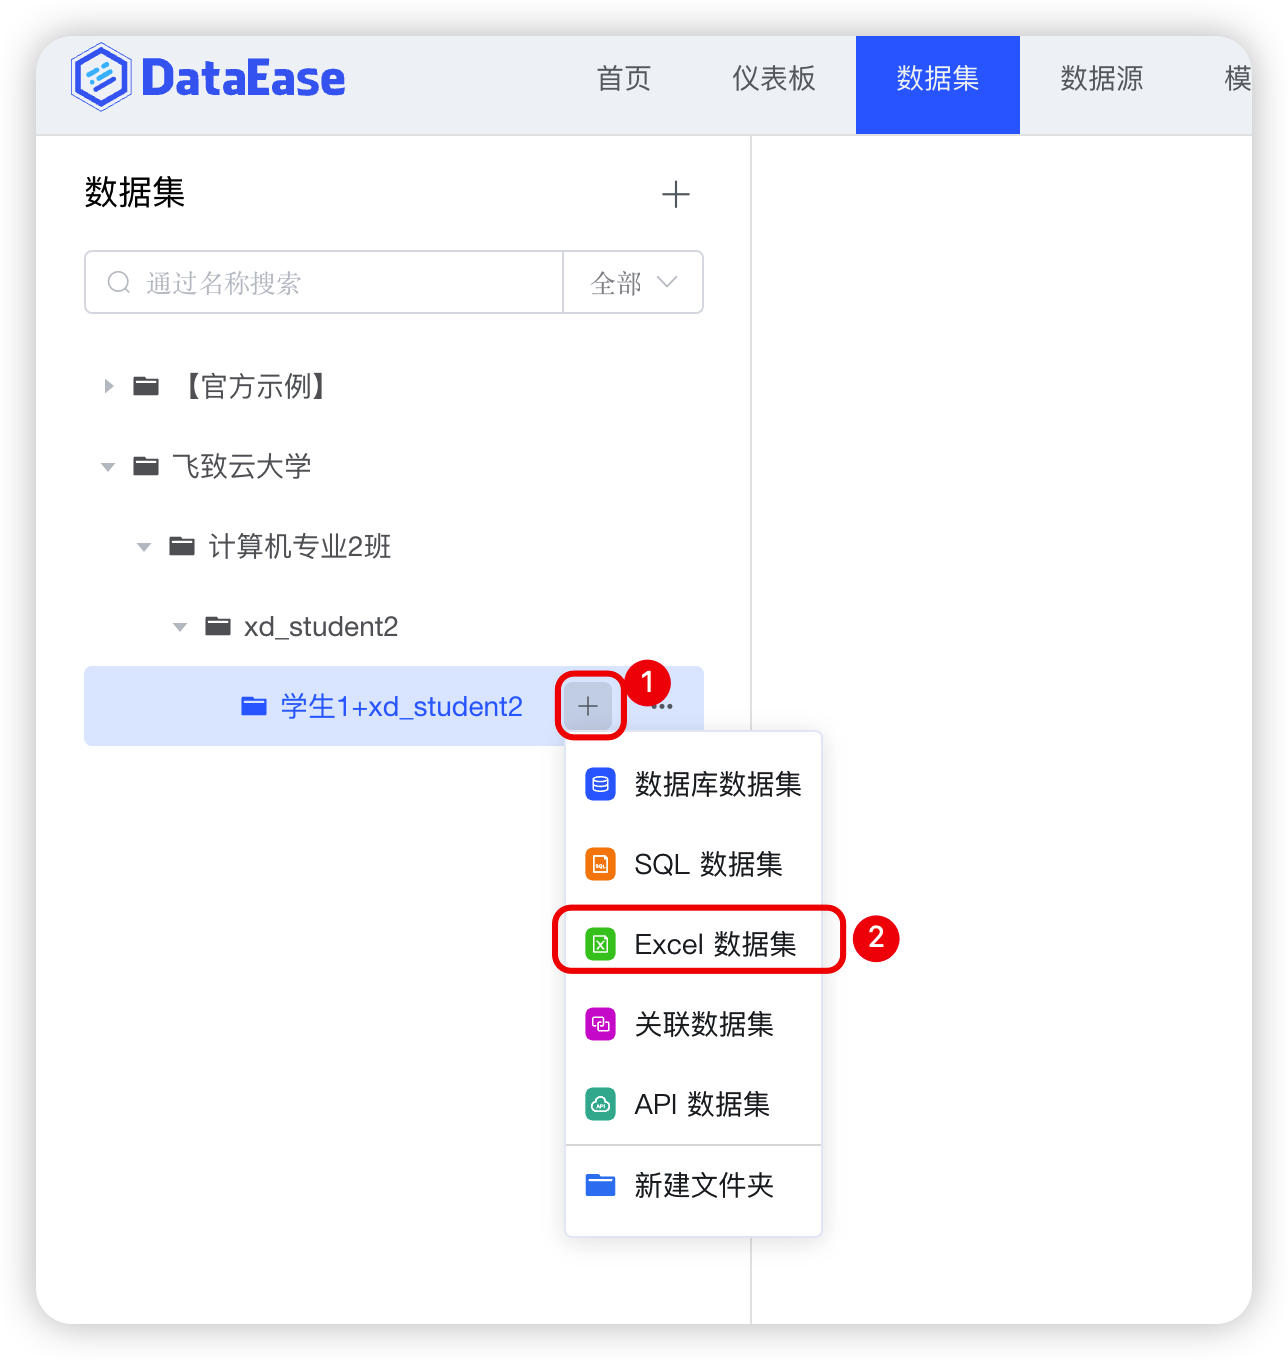 DataEase
首页 仪表板 数据集 数据源 模
数据集
通过名称搜索 全部
【官方示例】
飞致云大学
计算机专业2班
xd_student2
学生1+xd_student2
1
数据库数据集
SQL 数据集
Excel 数据集
2
关联数据集
API 数据集
新建文件夹